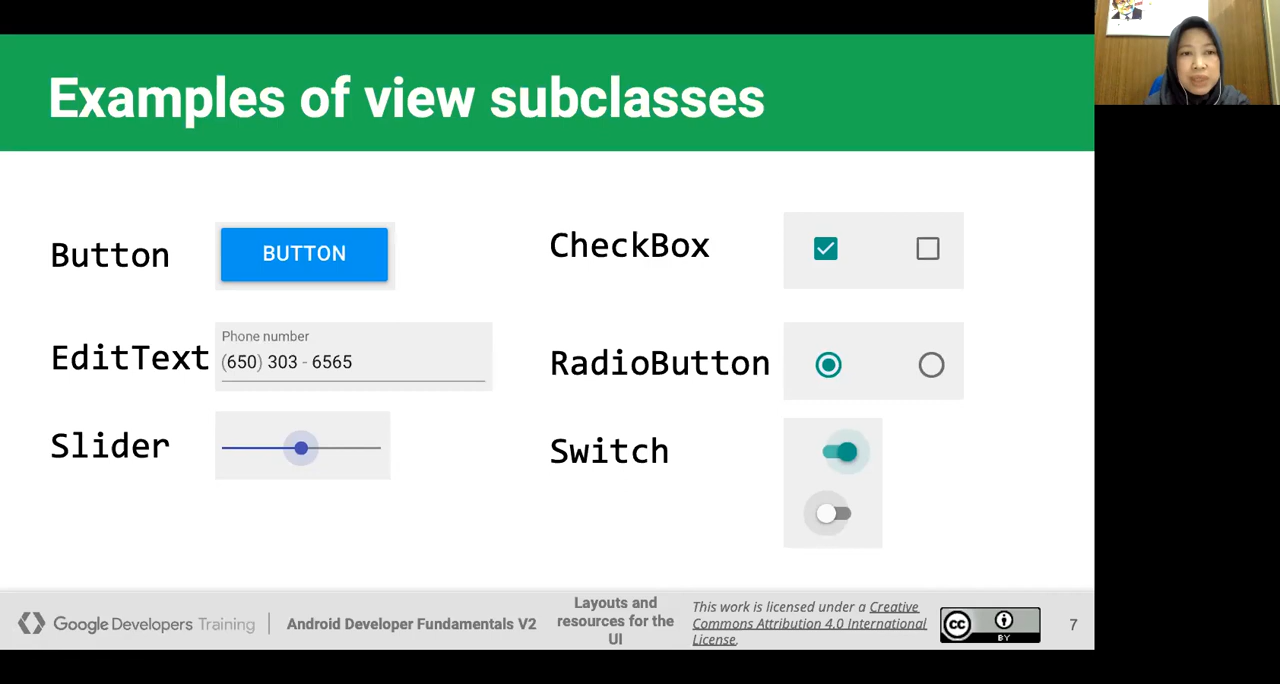 Examples of view subclasses
Button
BUTTON
EditText
Phone number
(650) 303 - 6565
Slider
CheckBox
RadioButton
Switch
Google Developers Training
Android Developer Fundamentals V2
Layouts and
resources for the
UI
This work is licensed under a Creative
Commons Attribution 4.0 International
License.
cc
BY
7